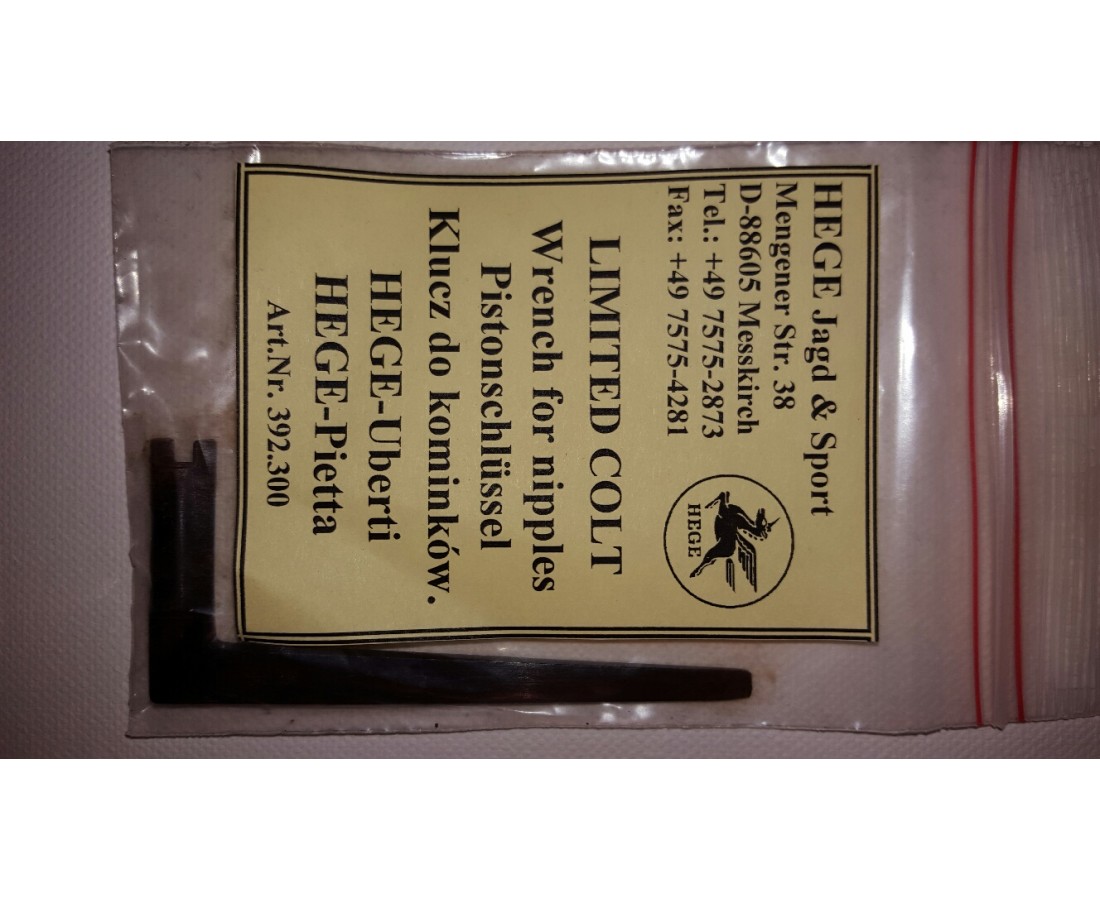 HEGE Jagd & Sport
Mengener Str. 38
D-88605 Messkirch
Tel.: +49 7575-2873
Fax: +49 7575-4281
HEGE
LIMITED COLT
Wrench for nipples
Pistonschlüssel
Klucz do kominków.
HEGE-Uberti
HEGE-Pietta
Art.Nr. 392.300